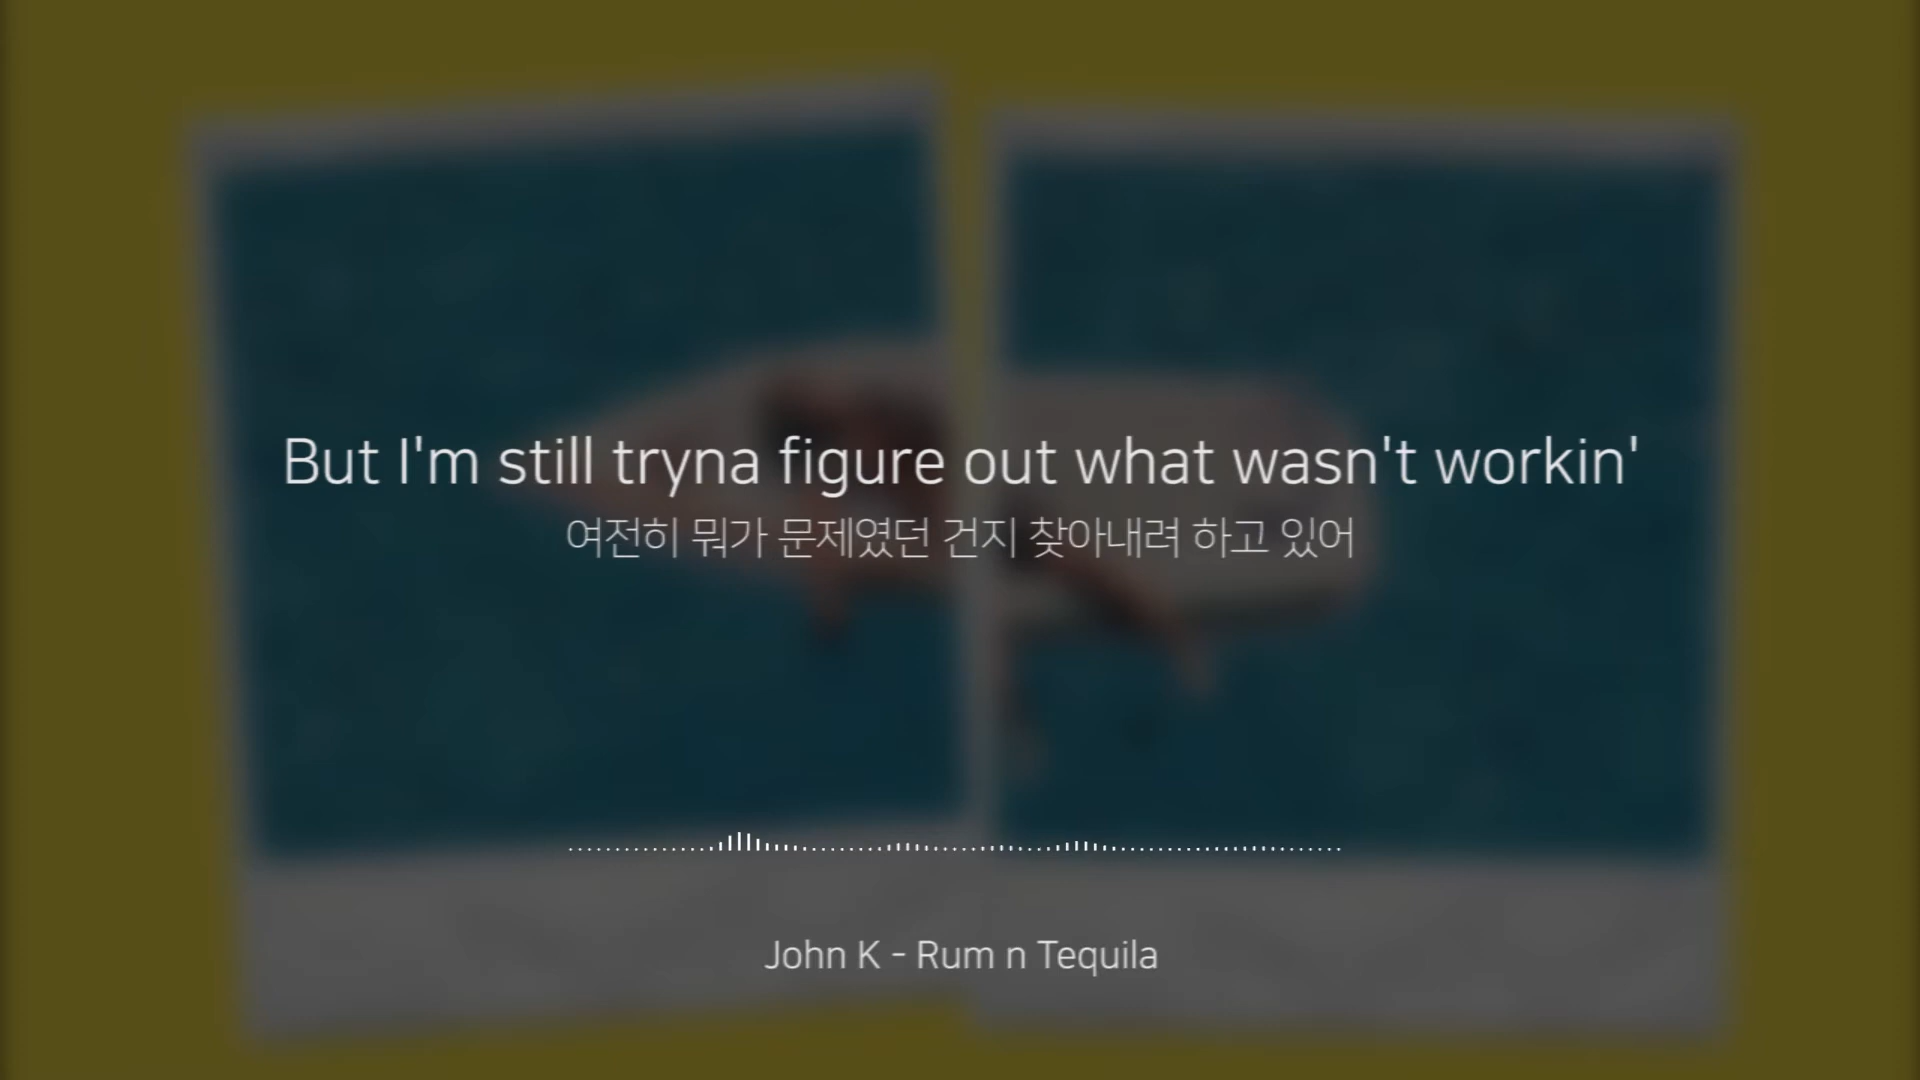 But I'm still tryna figure out what wasn't workin'
여전히 뭐가 문제였던 건지 찾아내려 하고 있어
John K - Rum n Tequila